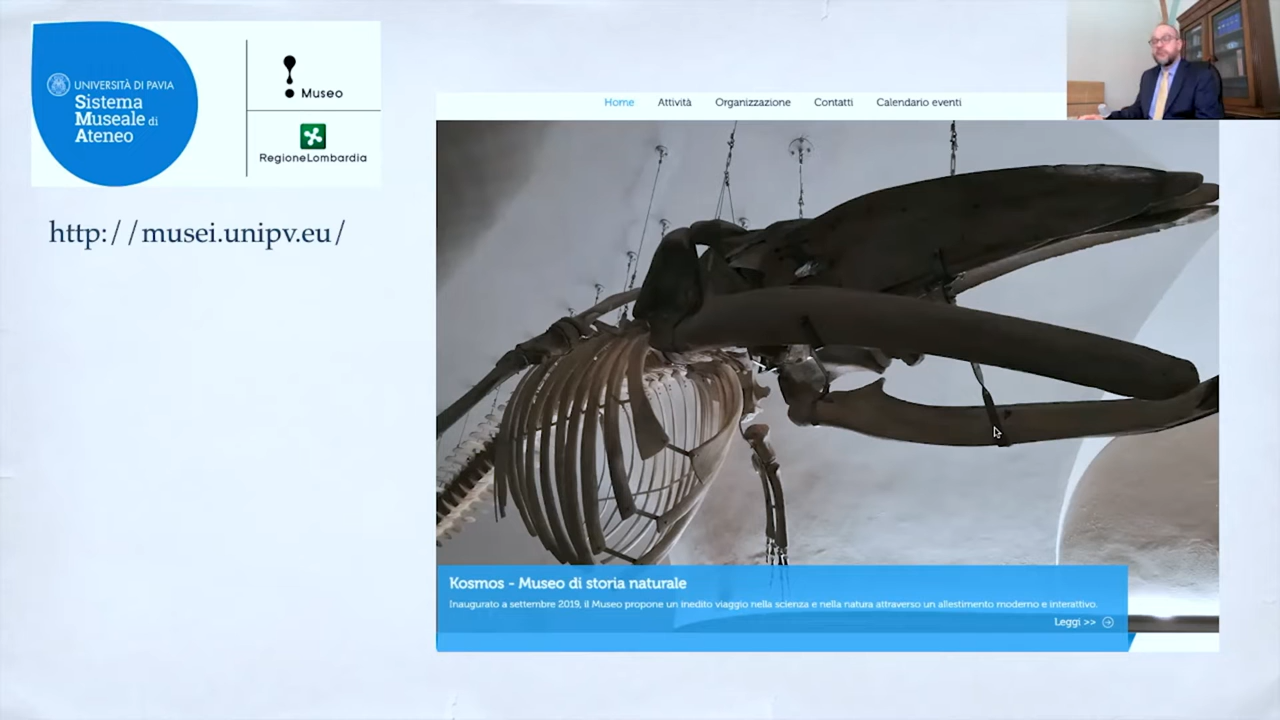 UNIVERSITÀ DI PAVIA
Sistema
Museale di
Ateneo
Museo
RegioneLombardia
http://musei.unipv.eu/
Home Attività Organizzazione Contatti Calendario eventi
Kosmos - Museo di storia naturale
Inaugurato a settembre 2019, il Museo propone un inedito viaggio nella scienza e nella natura attraverso un allestimento moderno e interattivo.
Leggi >>